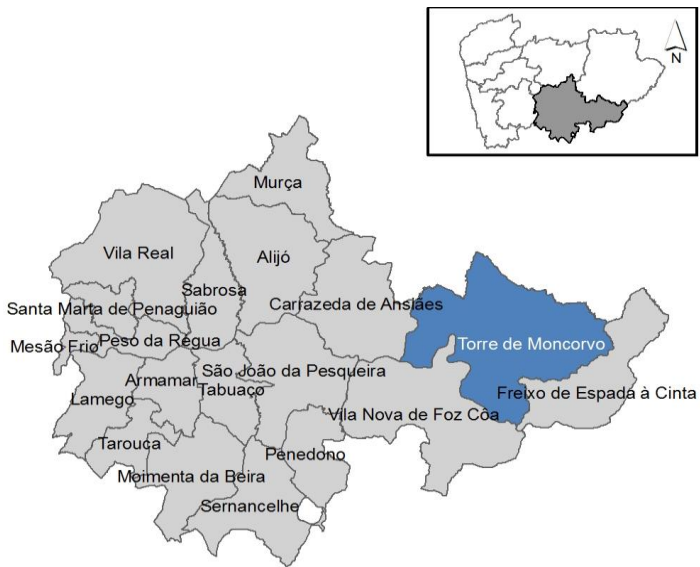 N
Murça
Vila Real
Alijó
Sabrosa
Carrazeda de Ansiães
Santa Marta de Penaguião
Mesão Frio
Peso da Régua
Torre de Moncorvo
São João da Pesqueira
Armamar
Tabuaço
Freixo de Espada à Cinta
Lamego
Vila Nova de Foz Côa
Tarouca
Penedono
Moimenta da Beira
Sernancelhe